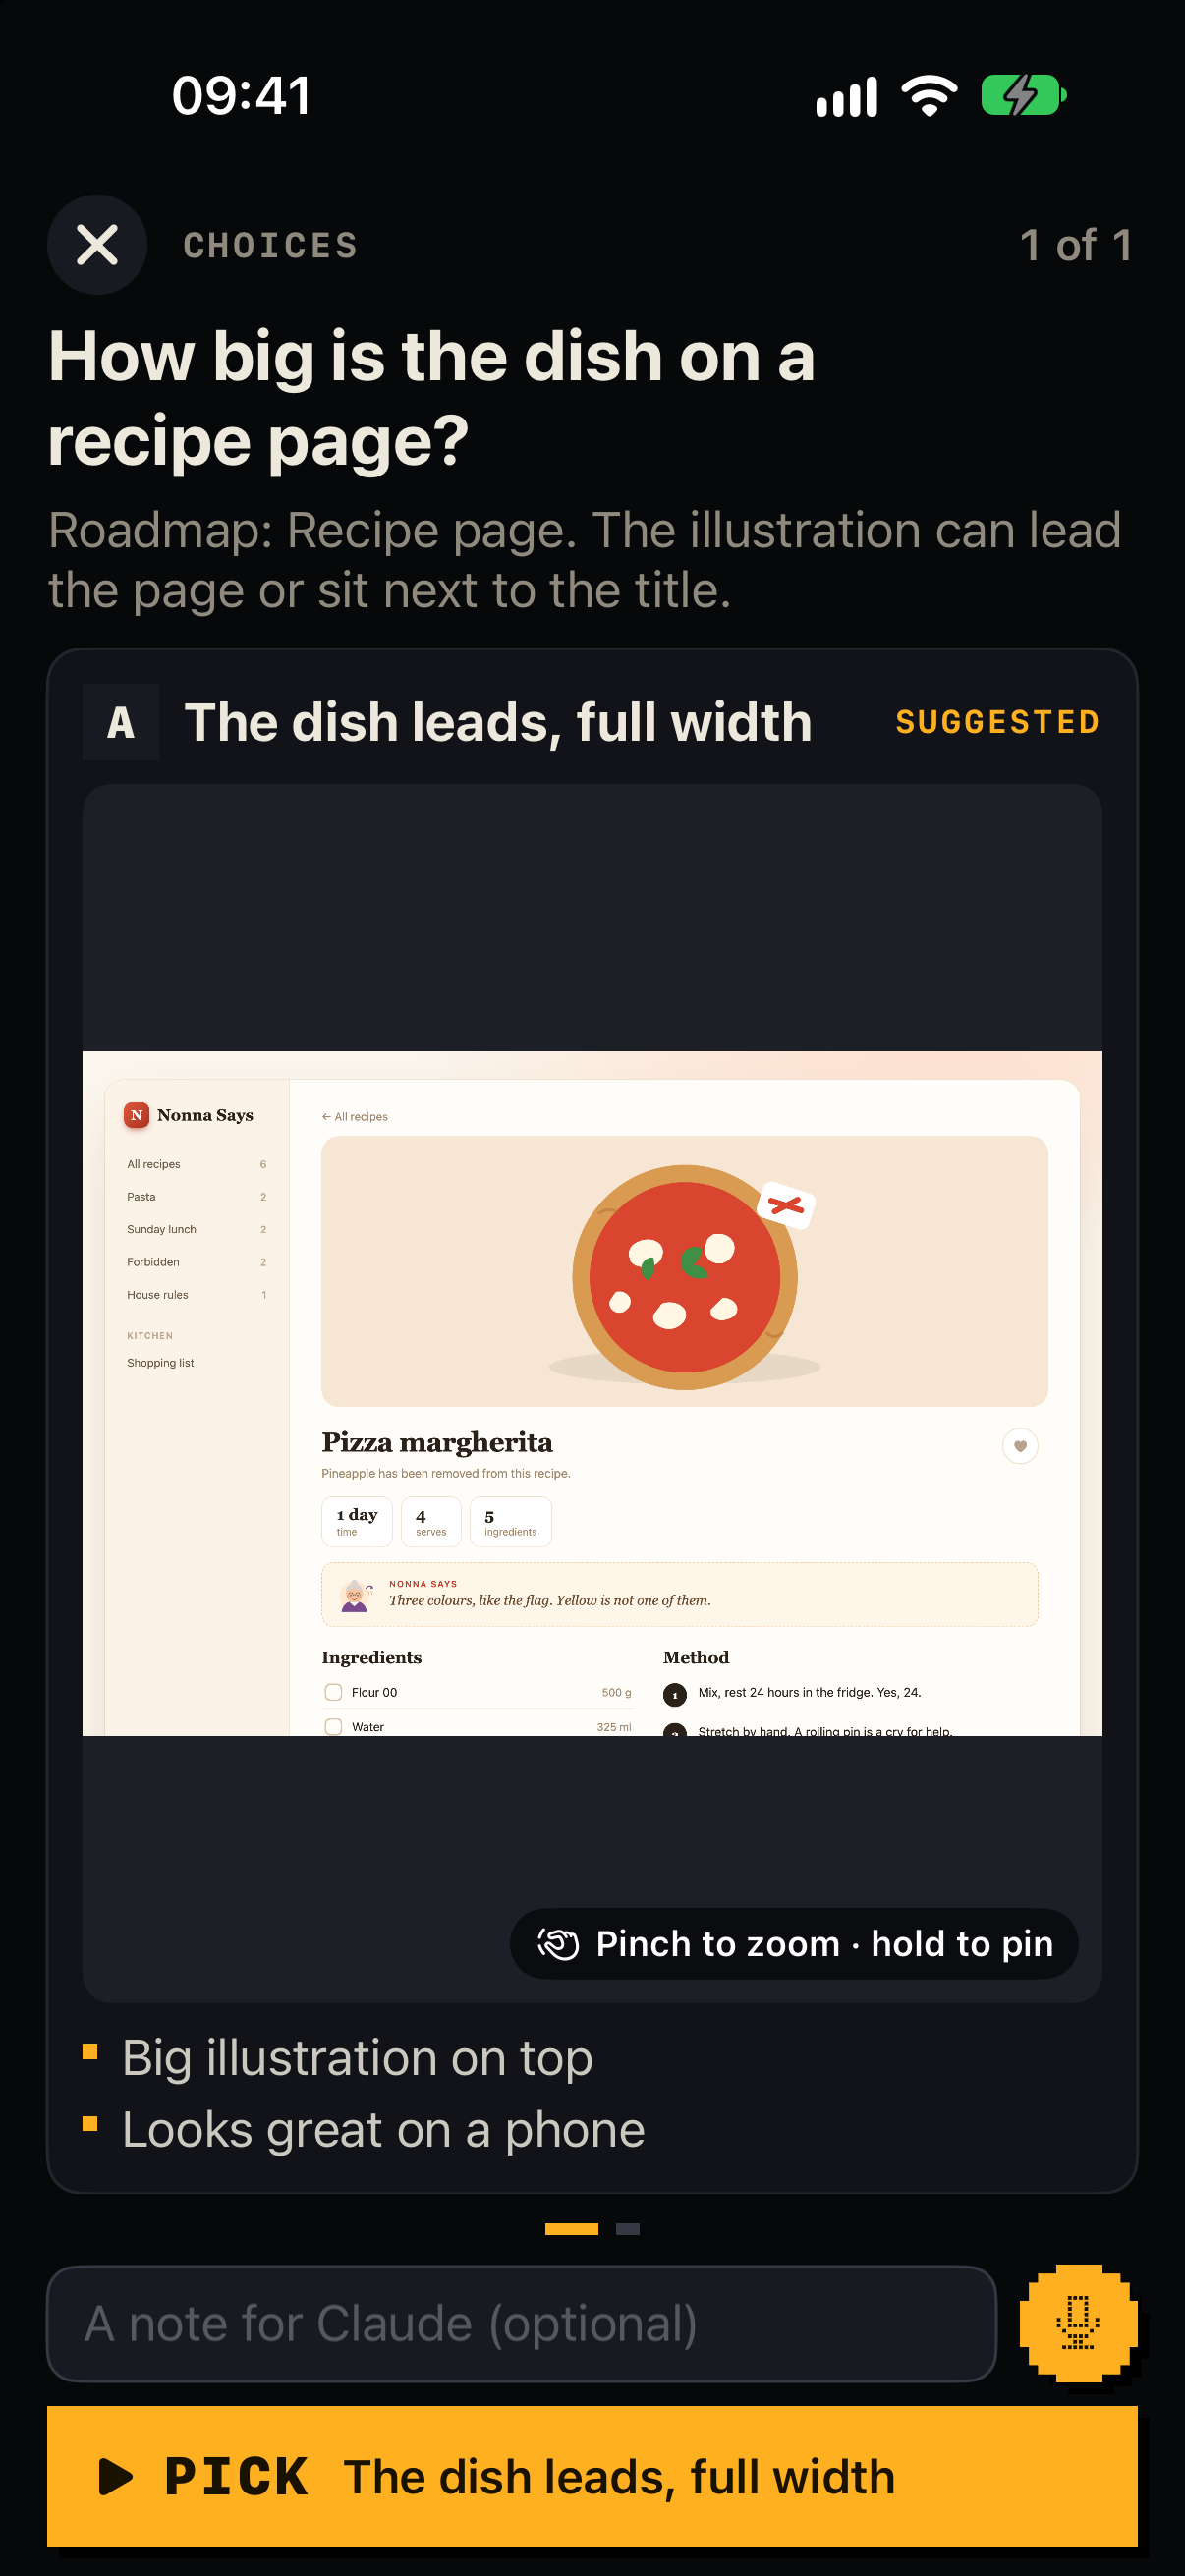 09:41
CHOICES
1 of 1
How big is the dish on a
recipe page?
Roadmap: Recipe page. The illustration can lead
the page or sit next to the title.
A
The dish leads, full width
SUGGESTED
N
Nonna Says
All recipes 6
Pasta 2
Sunday lunch 2
Forbidden 2
House rules 1
KITCHEN
Shopping list
← All recipes
Pizza margherita
Pineapple has been removed from this recipe.
1 day
time
4
serves
5
ingredients
NONNA SAYS
Three colours, like the flag. Yellow is not one of them.
Ingredients
Flour 00 500 g
Water 325 ml
Method
1 Mix, rest 24 hours in the fridge. Yes, 24.
2 Stretch by hand. A rolling pin is a cry for help.
Pinch to zoom · hold to pin
Big illustration on top
Looks great on a phone
A note for Claude (optional)
PICK The dish leads, full width